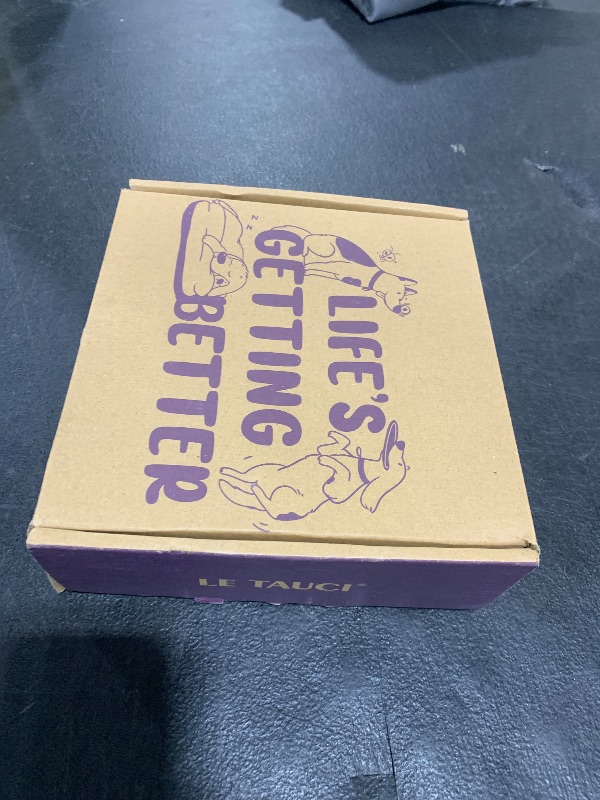 LIFE'S
GETTING
BETTER
z z
LE TAUCI®